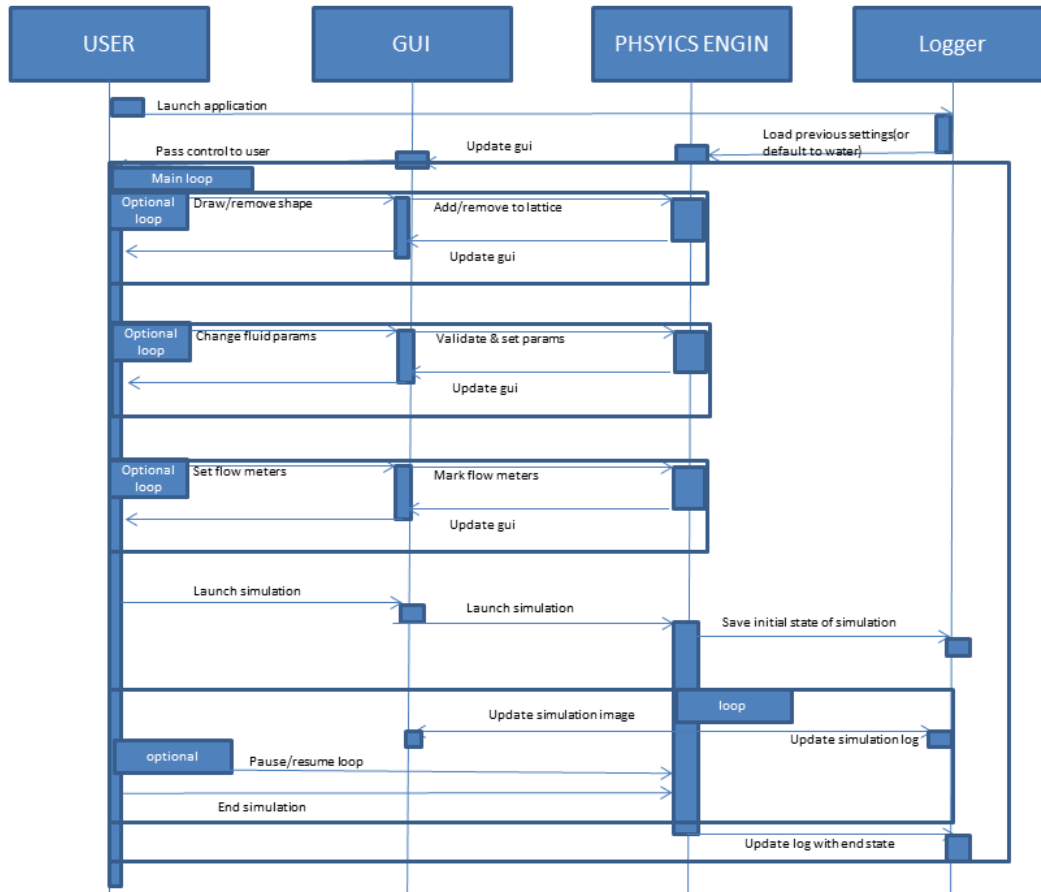 USER
GUI
PHSYICS ENGIN
Logger
Launch application
Load previous settings(or
default to water)
Update gui
Pass control to user
Main loop
Optional
loop
Draw/remove shape
Add/remove to lattice
Update gui
Optional
loop
Change fluid params
Validate & set params
Update gui
Optional
loop
Set flow meters
Mark flow meters
Update gui
Launch simulation
Launch simulation
Save initial state of simulation
loop
Update simulation image
Update simulation log
optional
Pause/resume loop
End simulation
Update log with end state